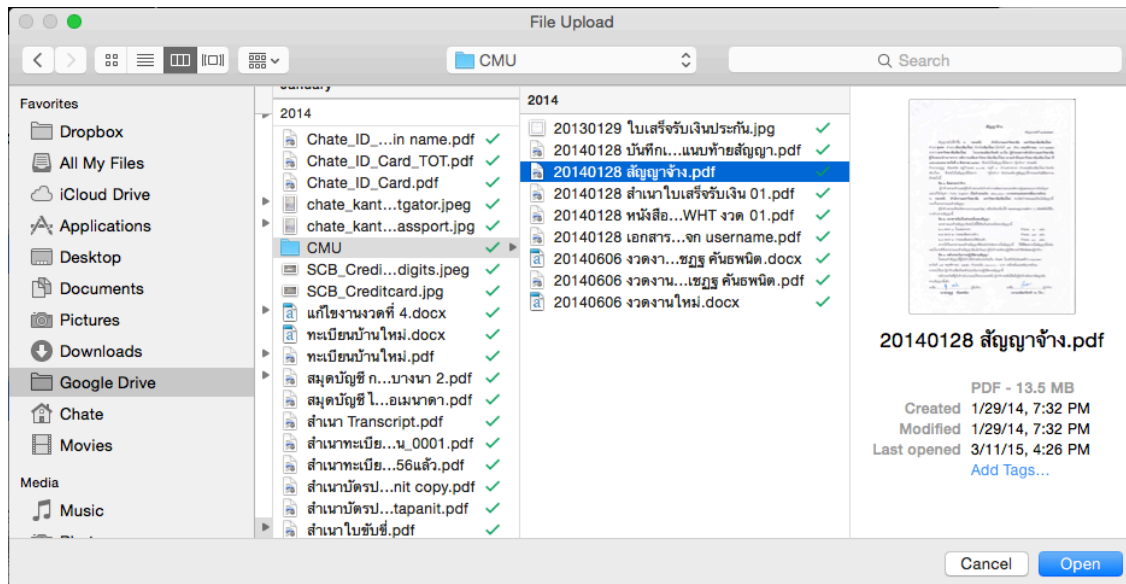 File Upload
CMU
Search
Favorites
Dropbox
All My Files
iCloud Drive
Applications
Desktop
Documents
Pictures
Downloads
Google Drive
Chate
Movies
Media
Music
January
2014
Chate_ID_...in name.pdf
Chate_ID_Card_TOT.pdf
Chate_ID_Card.pdf
chate_kant...tgator.jpeg
chate_kant...assport.jpg
CMU
SCB_Credi...digits.jpeg
SCB_Creditcard.jpg
แก้ไขงานงวดที่ 4.docx
ทะเบียนบ้านใหม่.docx
ทะเบียนบ้านใหม่.pdf
สมุดบัญชี ก...บางนา 2.pdf
สมุดบัญชี ไ...อเมนาดา.pdf
สำเนา Transcript.pdf
สำเนาทะเบีย...น_0001.pdf
สำเนาทะเบีย...56แล้ว.pdf
สำเนาบัตรป...nit copy.pdf
สำเนาบัตรป...tapanit.pdf
สำเนาใบขับขี่.pdf
2014
20130129 ใบเสร็จรับเงินประกัน.jpg
20140128 บันทึกเ...แนบท้ายสัญญา.pdf
20140128 สัญญาจ้าง.pdf
20140128 สำเนาใบเสร็จรับเงิน 01.pdf
20140128 หนังสือ...WHT งวด 01.pdf
20140128 เอกสาร...จก username.pdf
20140606 งวดงา...ชฏฐ คันธพนิต.docx
20140606 งวดงาน...เชฏฐ คันธพนิต.pdf
20140606 งวดงานใหม่.docx
20140128 สัญญาจ้าง.pdf
PDF - 13.5 MB
Created 1/29/14, 7:32 PM
Modified 1/29/14, 7:32 PM
Last opened 3/11/15, 4:26 PM
Add Tags...
Cancel
Open